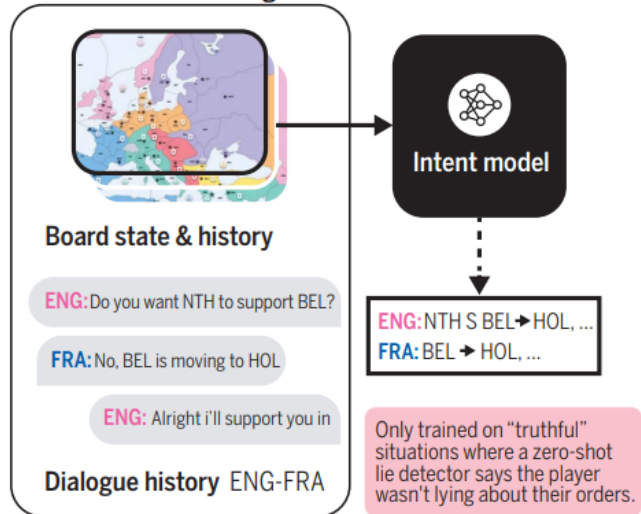 Board state & history
ENG: Do you want NTH to support BEL?
FRA: No, BEL is moving to HOL
ENG: Alright i'll support you in
Dialogue history ENG-FRA
Intent model
ENG: NTH S BEL➔HOL, ...
FRA: BEL ➔ HOL, ...
Only trained on “truthful”
situations where a zero-shot
lie detector says the player
wasn't lying about their orders.